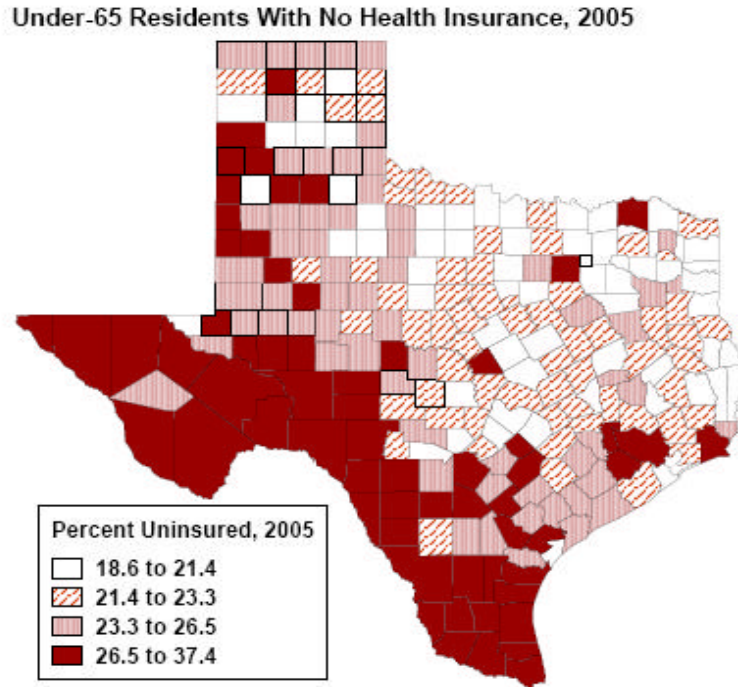 Under-65 Residents With No Health Insurance, 2005
Percent Uninsured, 2005
18.6 to 21.4
21.4 to 23.3
23.3 to 26.5
26.5 to 37.4